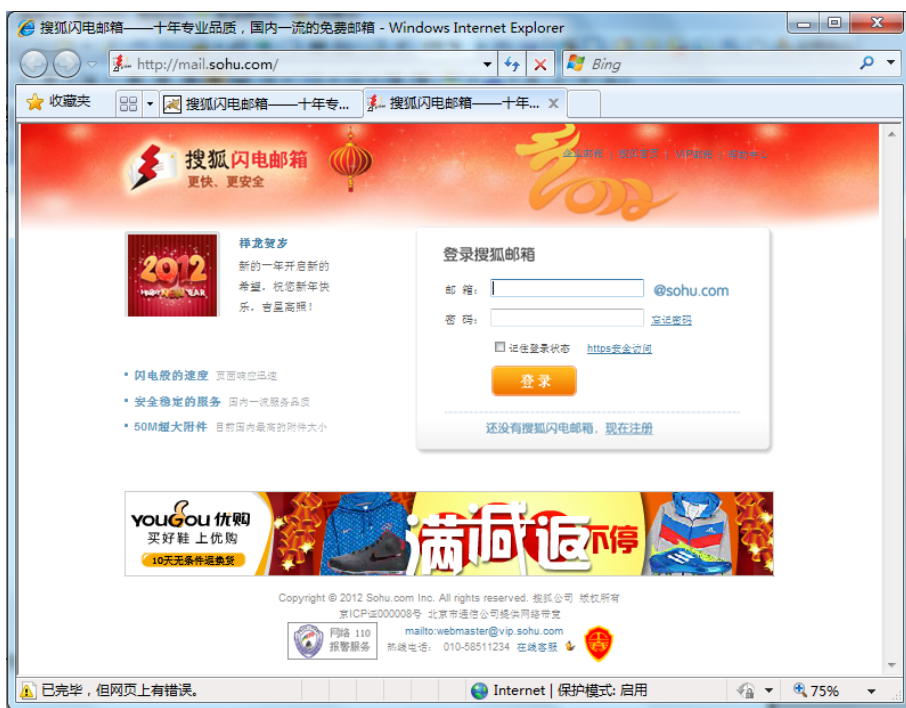 搜狐闪电邮箱——十年专业品质，国内一流的免费邮箱 - Windows Internet Explorer
http://mail.sohu.com/
Bing
收藏夹
搜狐闪电邮箱——十年专...
搜狐闪电邮箱——十年... X
搜狐闪电邮箱
更快、更安全
2012
祥龙贺岁
新的一年开启新的
希望。祝您新年快
乐，吉星高照！
2012
HAPPY NEW YEAR
登录搜狐邮箱
邮 箱: @sohu.com
密 码: 忘记密码
记住登录状态 https安全访问
登录
还没有搜狐闪电邮箱，现在注册
闪电般的速度 页面响应迅速
安全稳定的服务 国内一流服务品质
50M超大附件 目前国内最高的附件大小
YOUGOU 优购
买好鞋 上优购
10天无条件退换货
满减返不停
Copyright © 2012 Sohu.com Inc. All rights reserved. 搜狐公司 版权所有
京ICP证000008号 北京市通信公司提供网络带宽
网络 110
报警服务
mailto:webmaster@vip.sohu.com
热线电话： 010-58511234 在线客服
已完毕，但网页上有错误。
Internet | 保护模式: 启用
75%